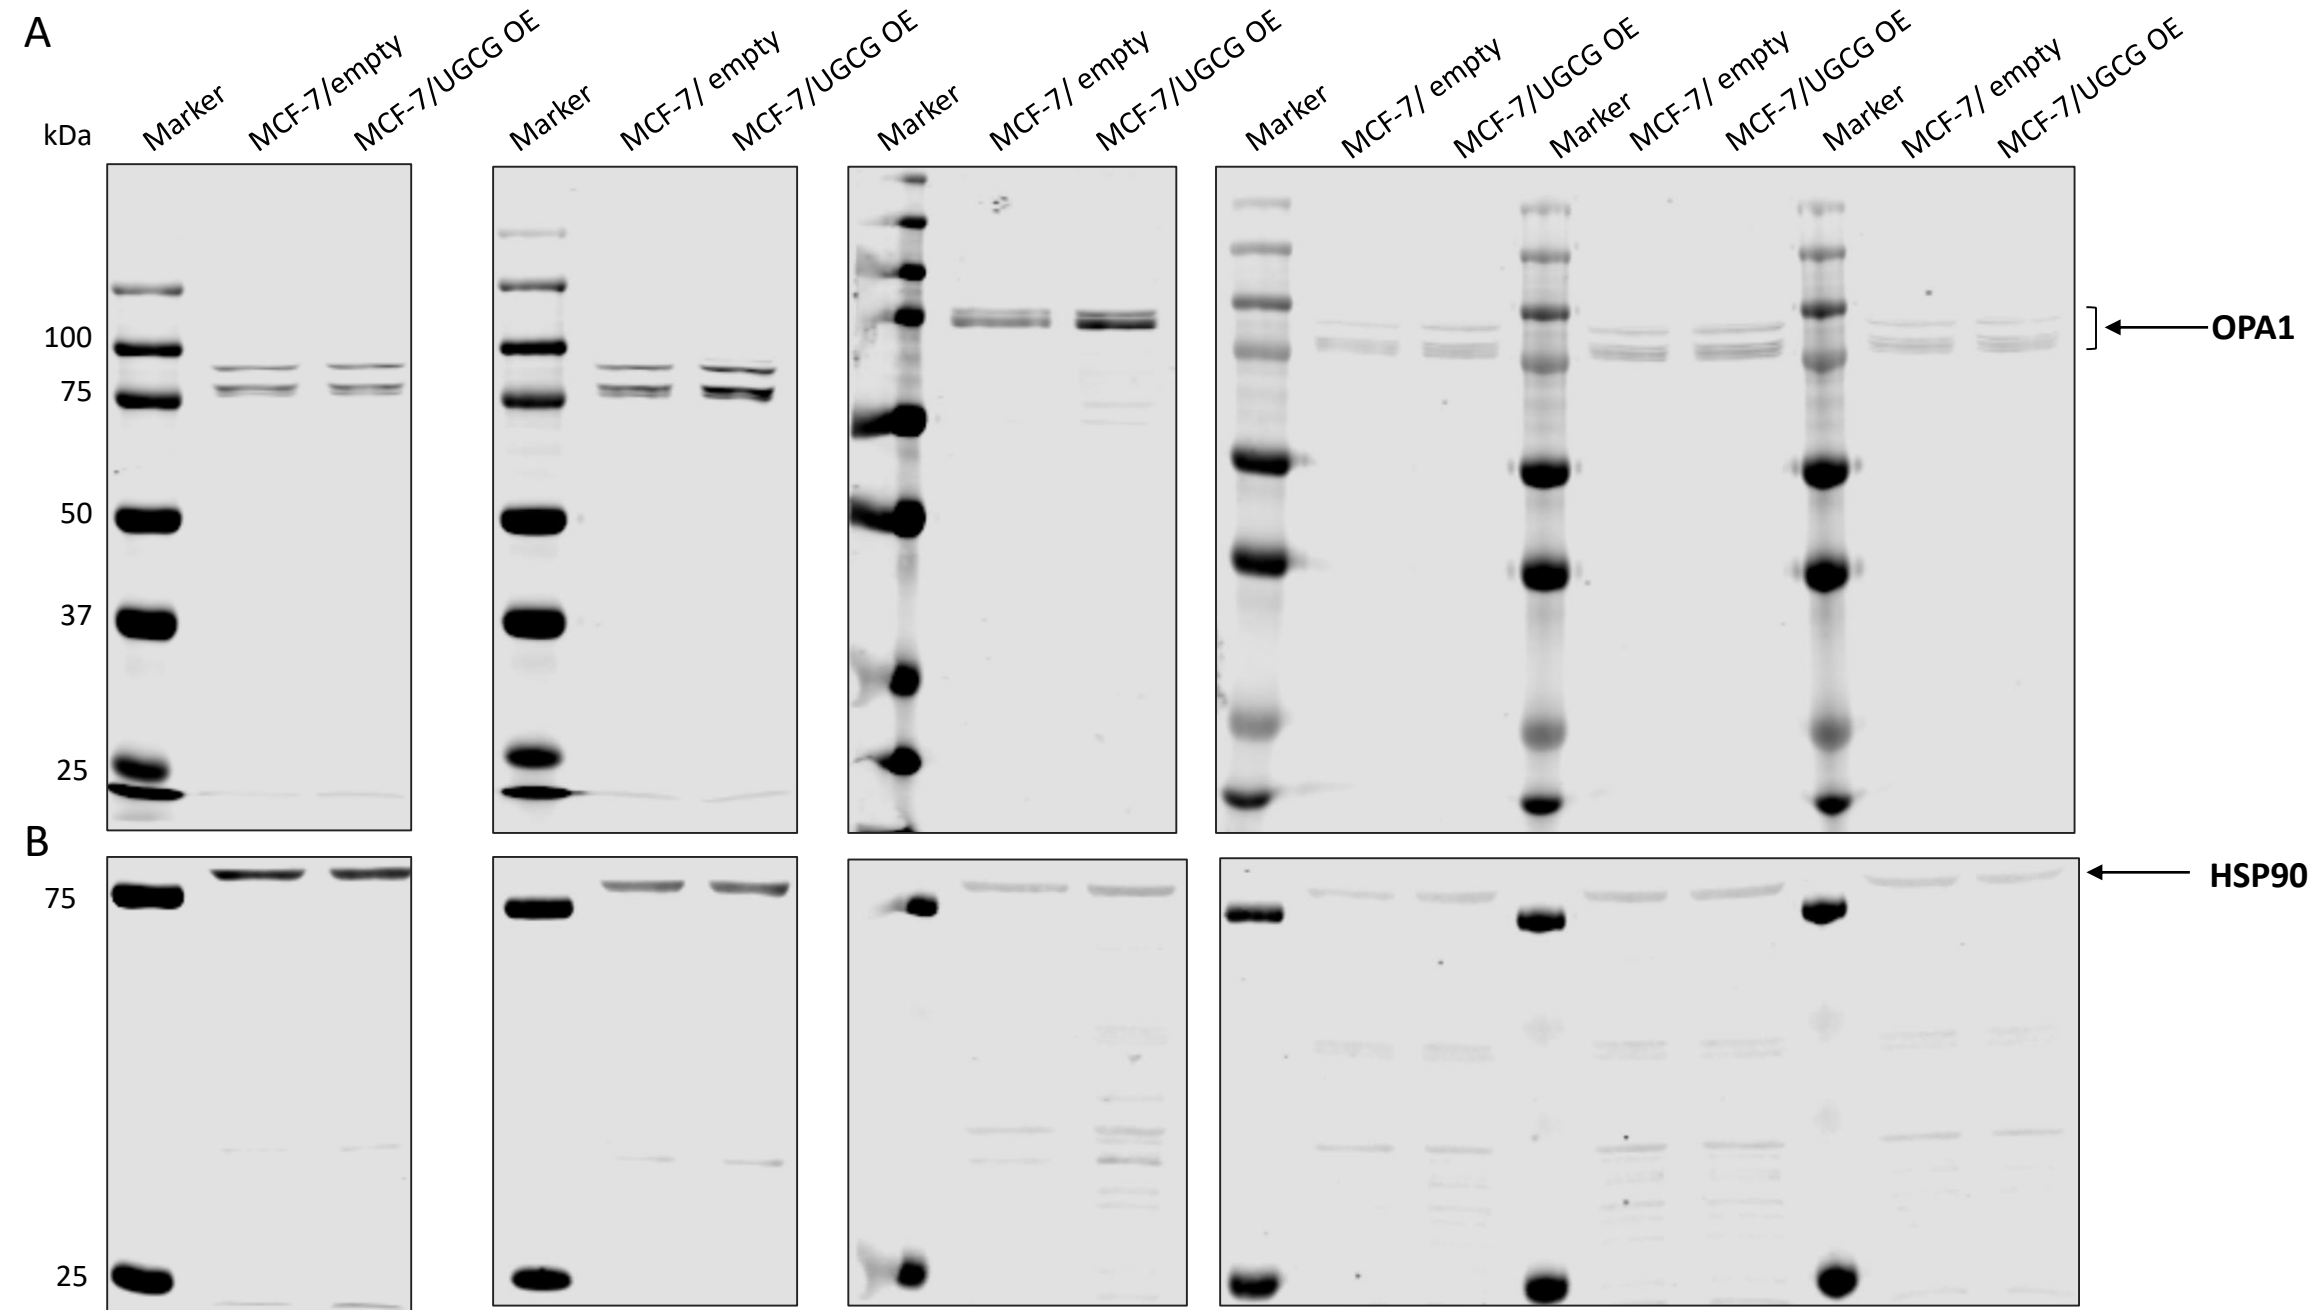 A
kDa
Marker
MCF-7/empty
MCF-7/UGCG OE
Marker
MCF-7/ empty
MCF-7/UGCG OE
Marker
MCF-7/ empty
MCF-7/UGCG OE
Marker
MCF-7/ empty
MCF-7/UGCG OE
Marker
MCF-7/ empty
MCF-7/UGCG OE
Marker
MCF-7/ empty
MCF-7/UGCG OE
100
75
50
37
25
OPA1
B
75
25
HSP90